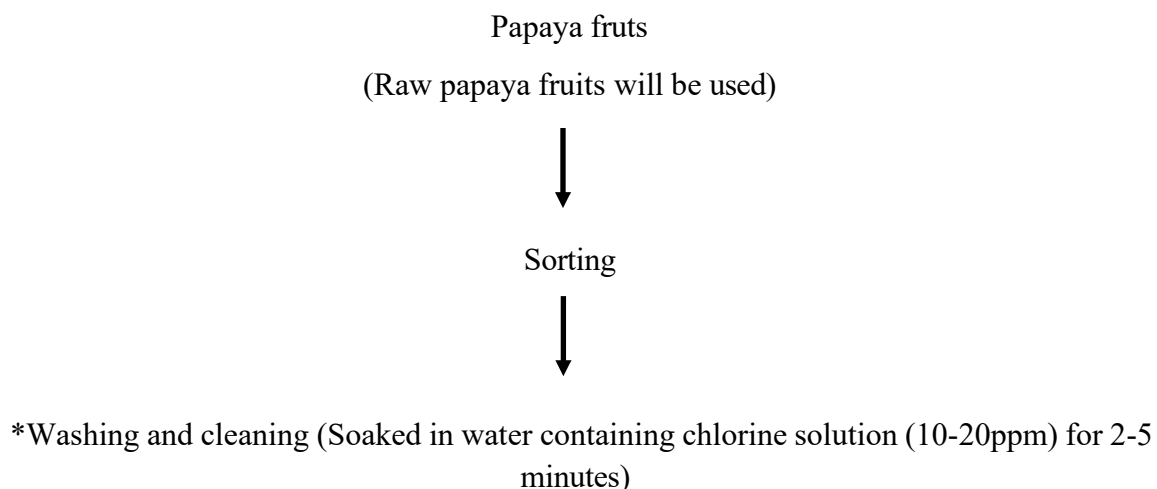 Papaya fruts
(Raw papaya fruits will be used)
Sorting
*Washing and cleaning (Soaked in water containing chlorine solution (10-20ppm) for 2-5
minutes)